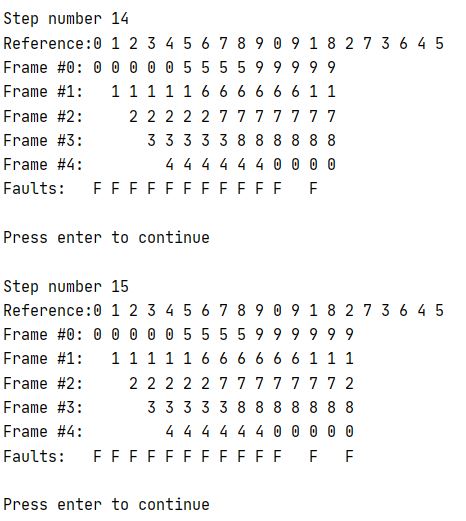 Step number 14
Reference:0 1 2 3 4 5 6 7 8 9 0 9 1 8 2 7 3 6 4 5
Frame #0: 0 0 0 0 0 5 5 5 5 9 9 9 9 9
Frame #1:   1 1 1 1 1 6 6 6 6 6 6 1 1
Frame #2:     2 2 2 2 2 7 7 7 7 7 7 7
Frame #3:       3 3 3 3 3 8 8 8 8 8 8
Frame #4:         4 4 4 4 4 4 0 0 0 0
Faults:   F F F F F F F F F F F   F
Press enter to continue
Step number 15
Reference:0 1 2 3 4 5 6 7 8 9 0 9 1 8 2 7 3 6 4 5
Frame #0: 0 0 0 0 0 5 5 5 5 9 9 9 9 9 9
Frame #1:   1 1 1 1 1 6 6 6 6 6 6 1 1 1
Frame #2:     2 2 2 2 2 7 7 7 7 7 7 7 2
Frame #3:       3 3 3 3 3 8 8 8 8 8 8 8
Frame #4:         4 4 4 4 4 4 0 0 0 0 0
Faults:   F F F F F F F F F F F   F   F
Press enter to continue